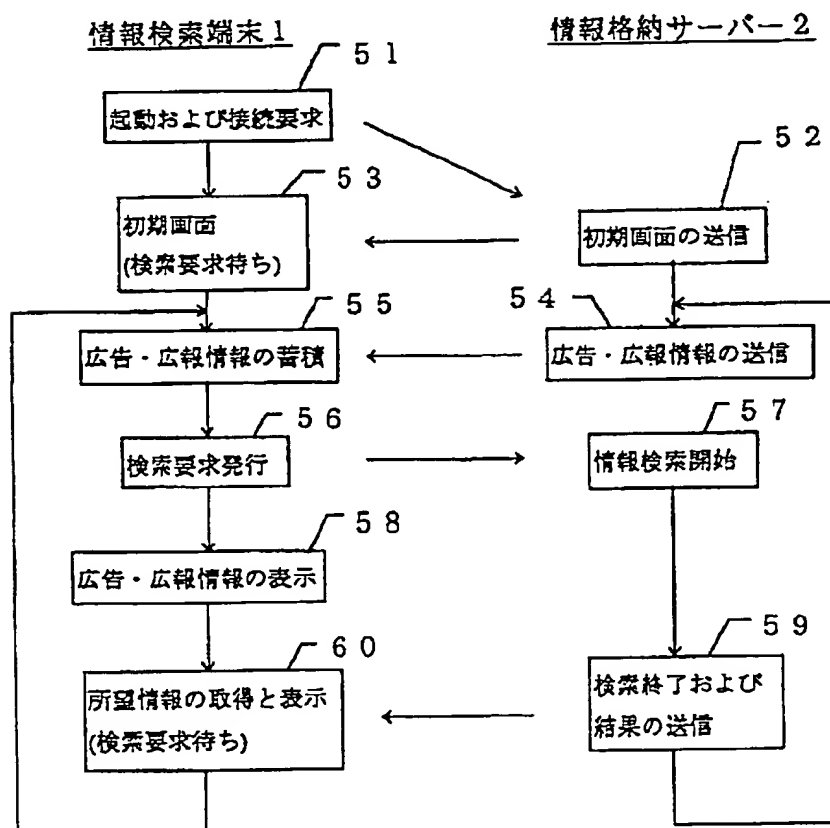 情報検索端末1
情報格納サーバー2
51
起動および接続要求
52
53
初期画面
(検索要求待ち)
初期画面の送信
54
55
広告・広報情報の蓄積
広告・広報情報の送信
56
57
検索要求発行
情報検索開始
58
広告・広報情報の表示
59
60
所望情報の取得と表示
(検索要求待ち)
検索終了および
結果の送信